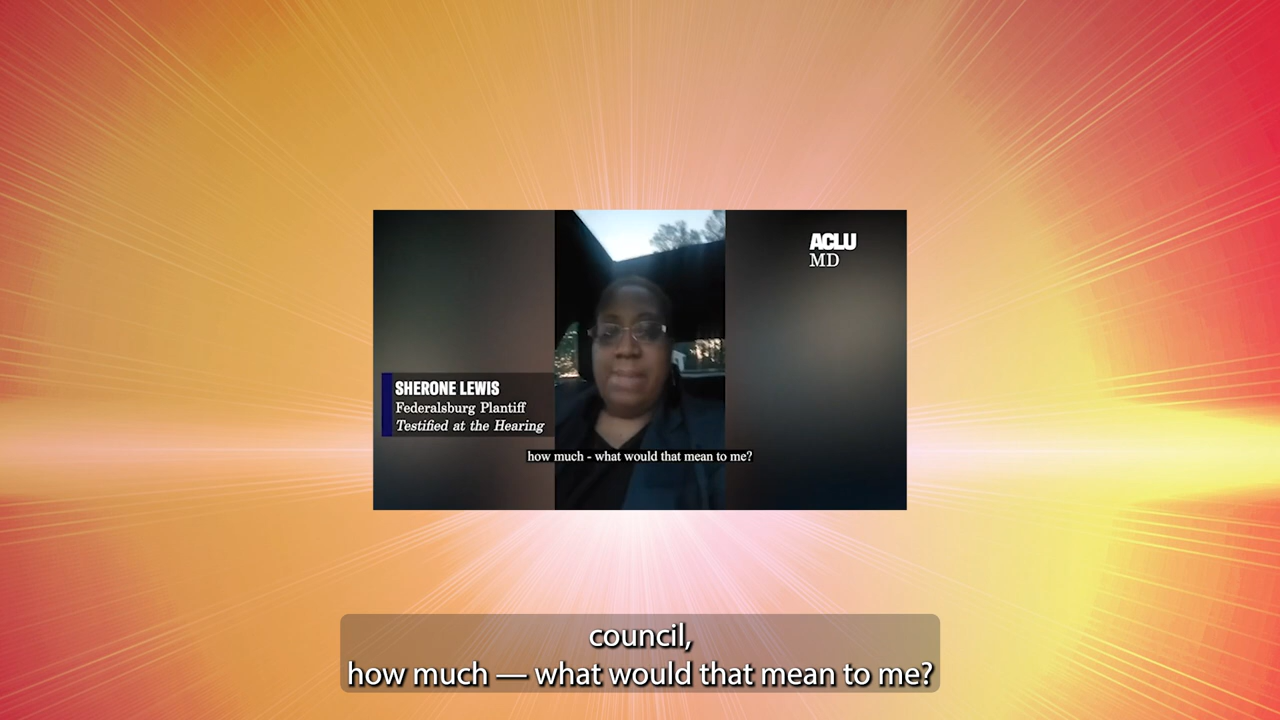 ACLU
MD
SHERONE LEWIS
Federalsburg Plantiff
Testified at the Hearing
how much - what would that mean to me?
council,
how much — what would that mean to me?